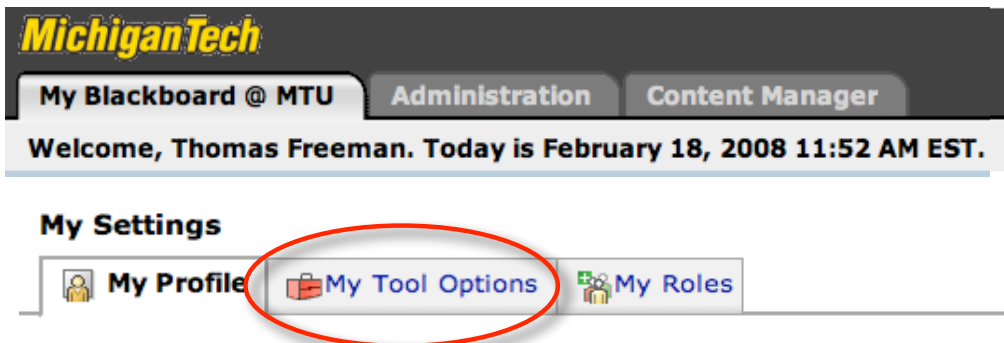 MichiganTech
My Blackboard @ MTU Administration Content Manager
Welcome, Thomas Freeman. Today is February 18, 2008 11:52 AM EST.
My Settings
My Profile My Tool Options My Roles